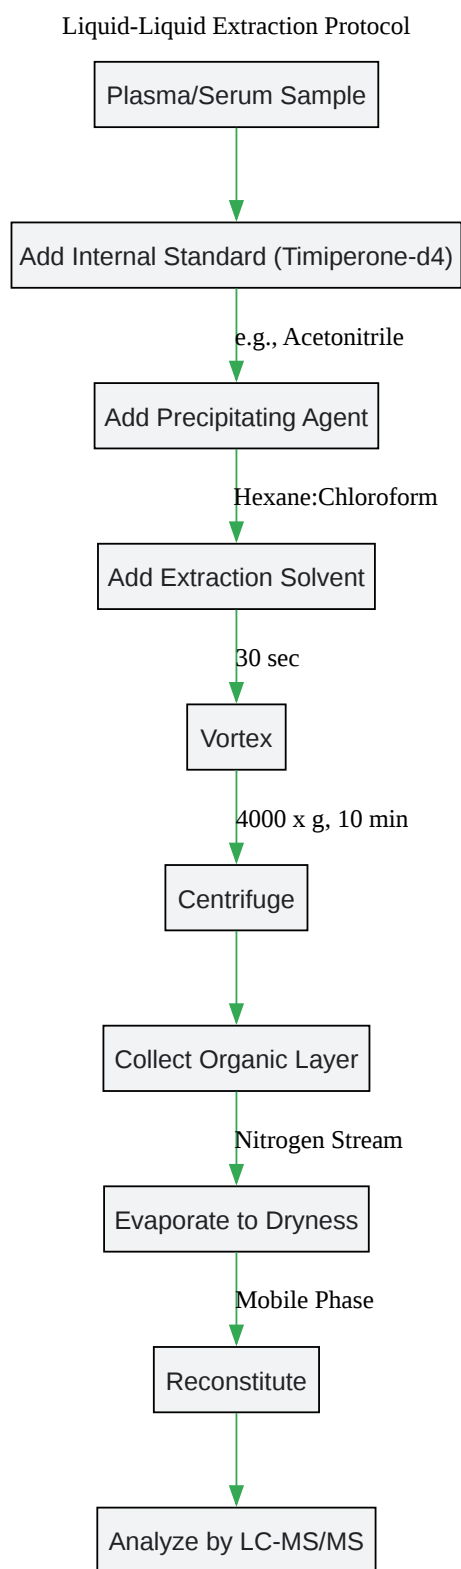 Liquid-Liquid Extraction Protocol
Plasma/Serum Sample
Add Internal Standard (Timiperone-d4)
e.g., Acetonitrile
Add Precipitating Agent
Hexane:Chloroform
Add Extraction Solvent
30 sec
Vortex
4000 x g, 10 min
Centrifuge
Collect Organic Layer
Nitrogen Stream
Evaporate to Dryness
Mobile Phase
Reconstitute
Analyze by LC-MS/MS